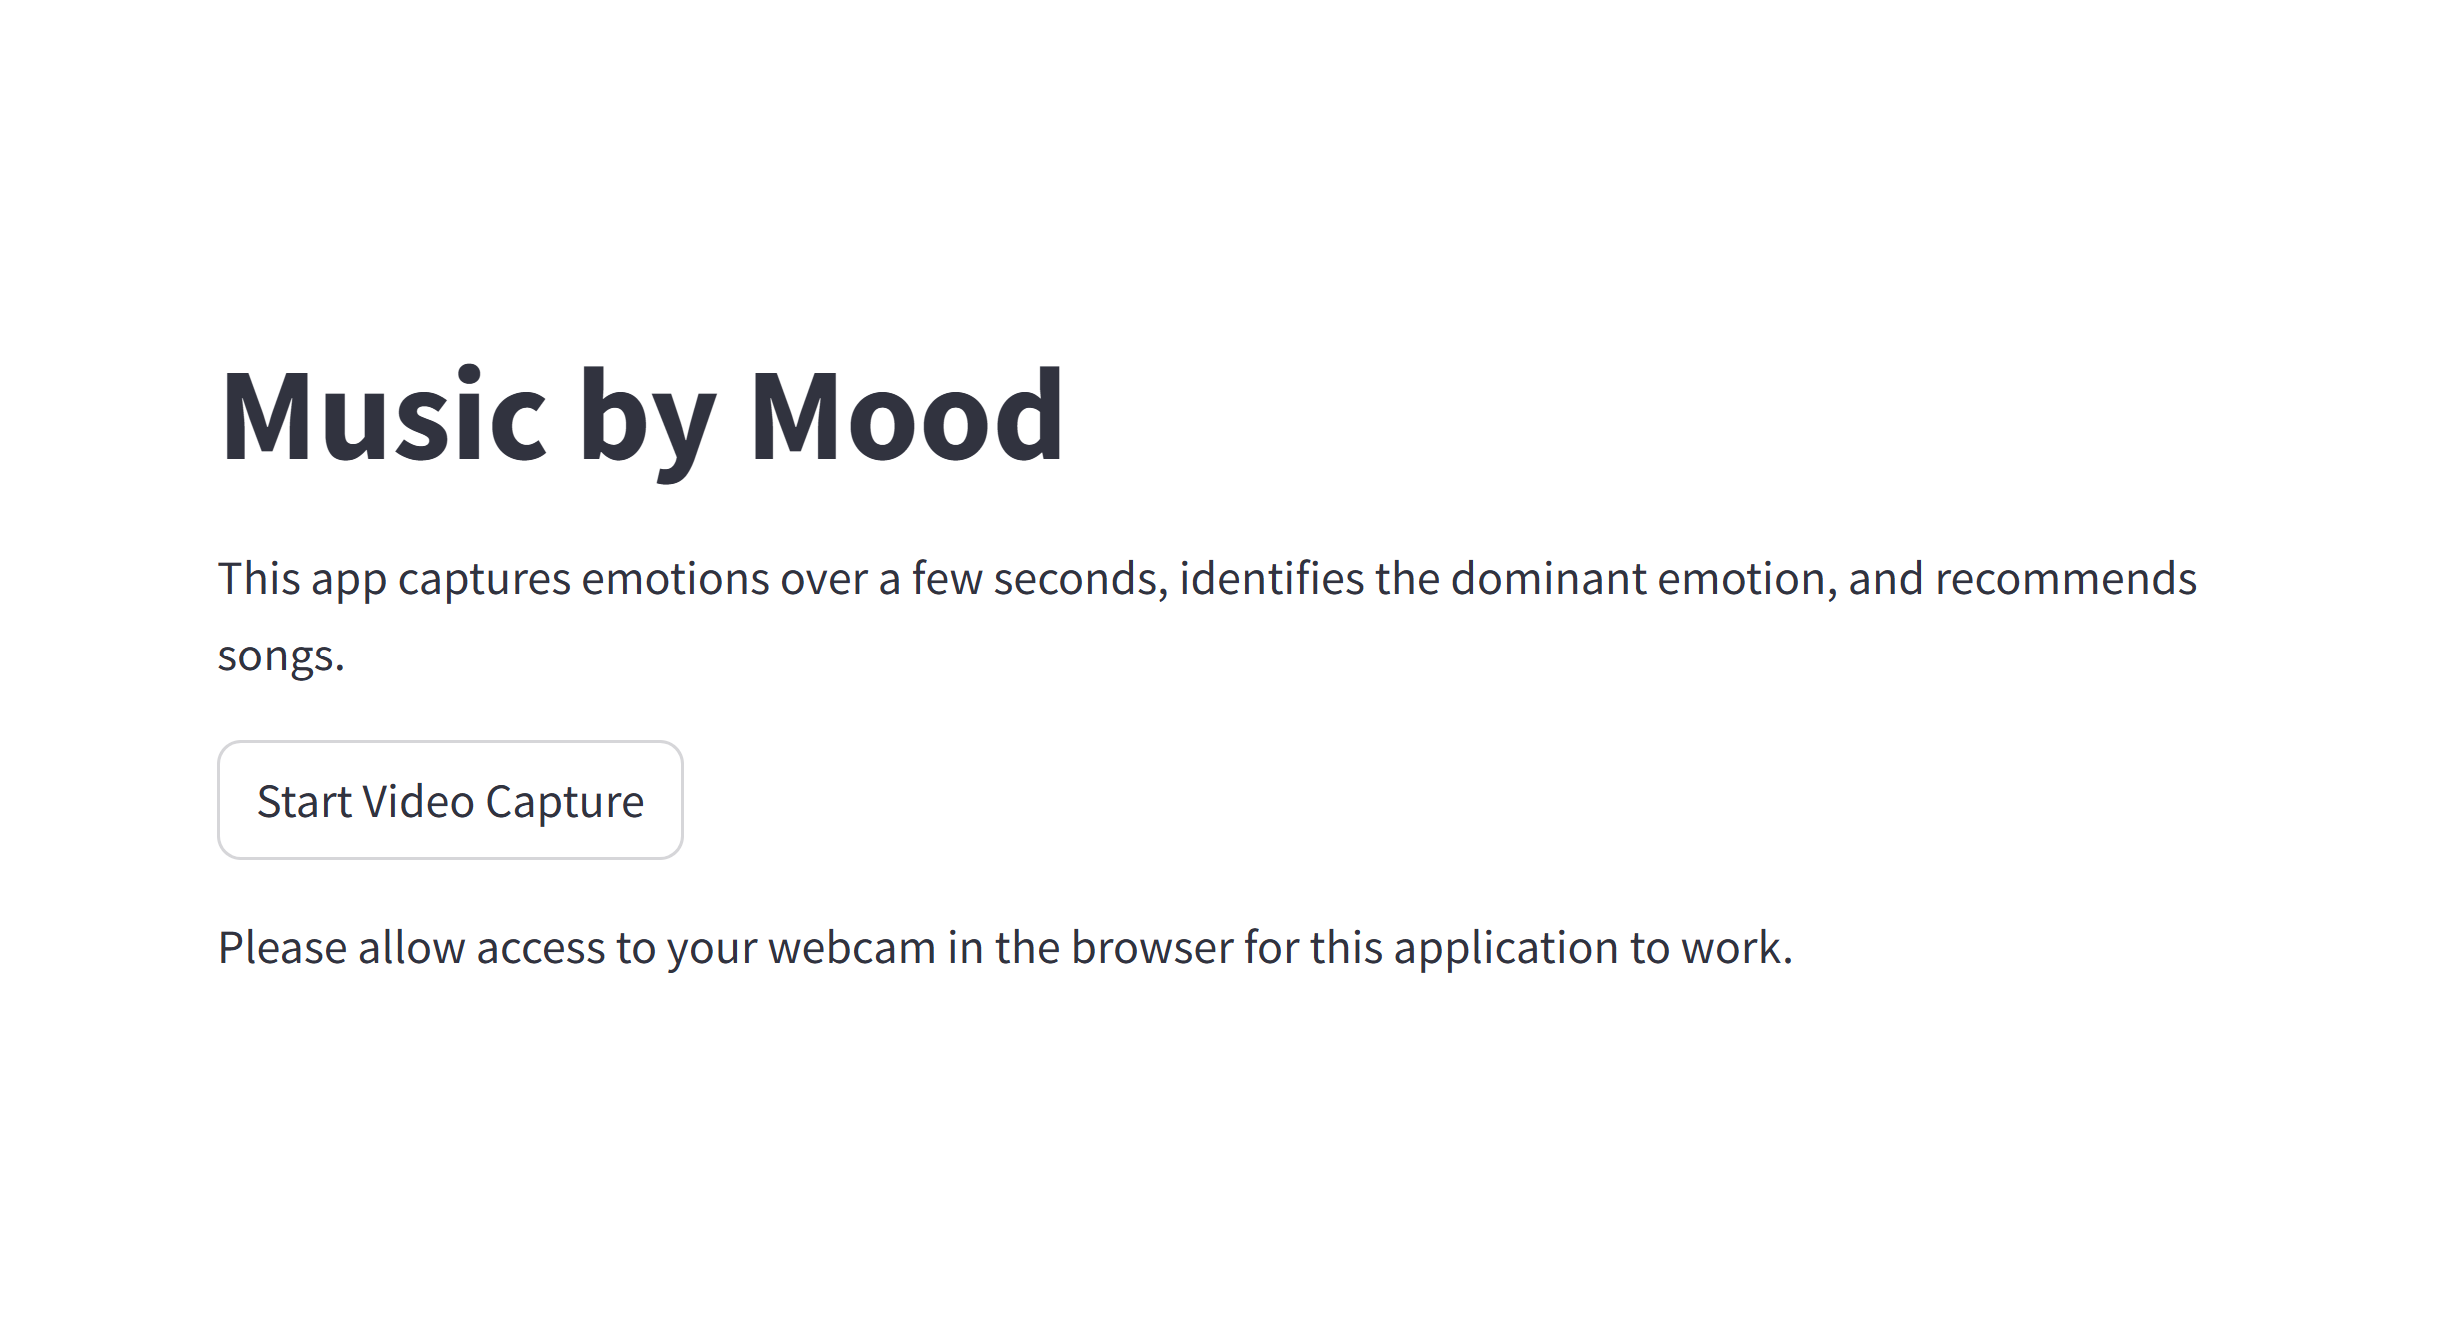 Music by Mood
This app captures emotions over a few seconds, identifies the dominant emotion, and recommends
songs.
Start Video Capture
Please allow access to your webcam in the browser for this application to work.